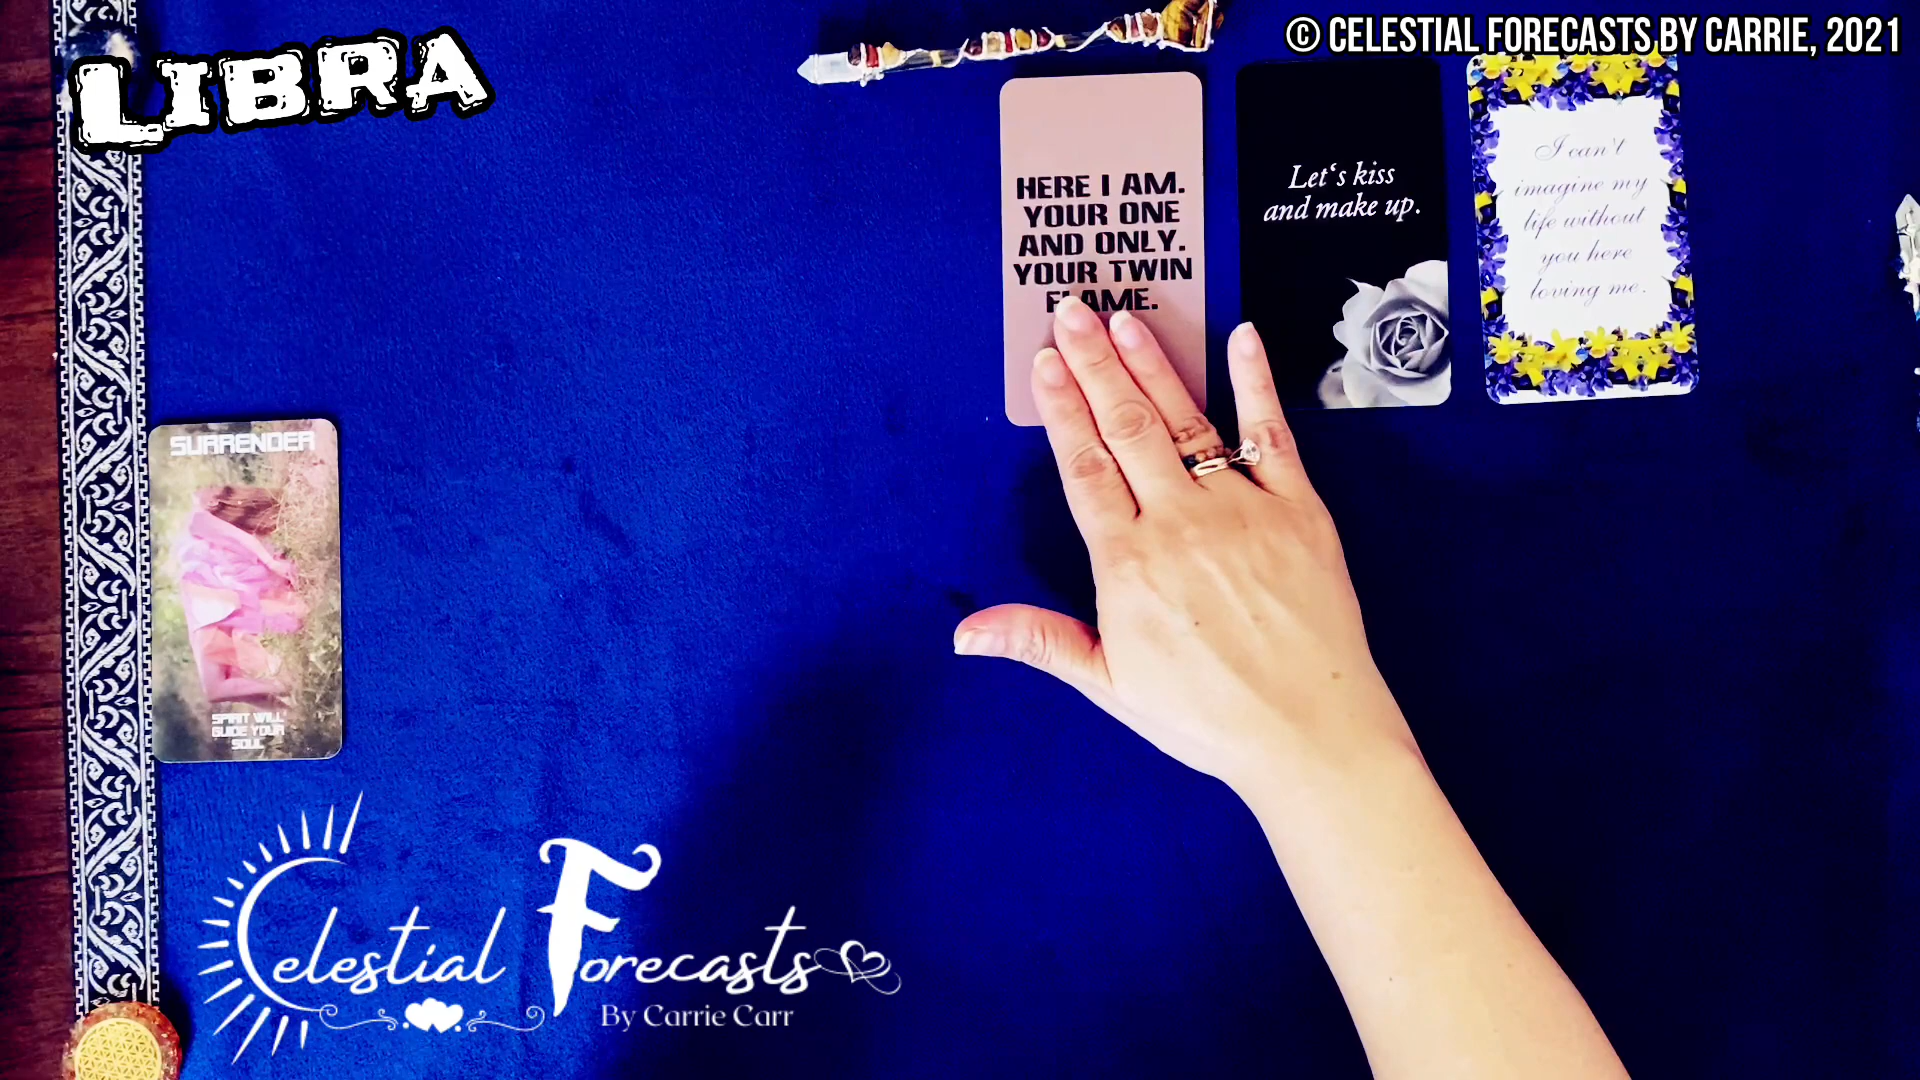 LIBRA
© CELESTIAL FORECASTS BY CARRIE, 2021
HERE I AM.
YOUR ONE
AND ONLY.
YOUR TWIN
FLAME.
Let's kiss
and make up.
I can't
imagine my
life without
you here
loving me.
SURRENDER
SPIRIT WILL
GUIDE YOUR
SOUL
Celestial Forecasts
By Carrie Carr